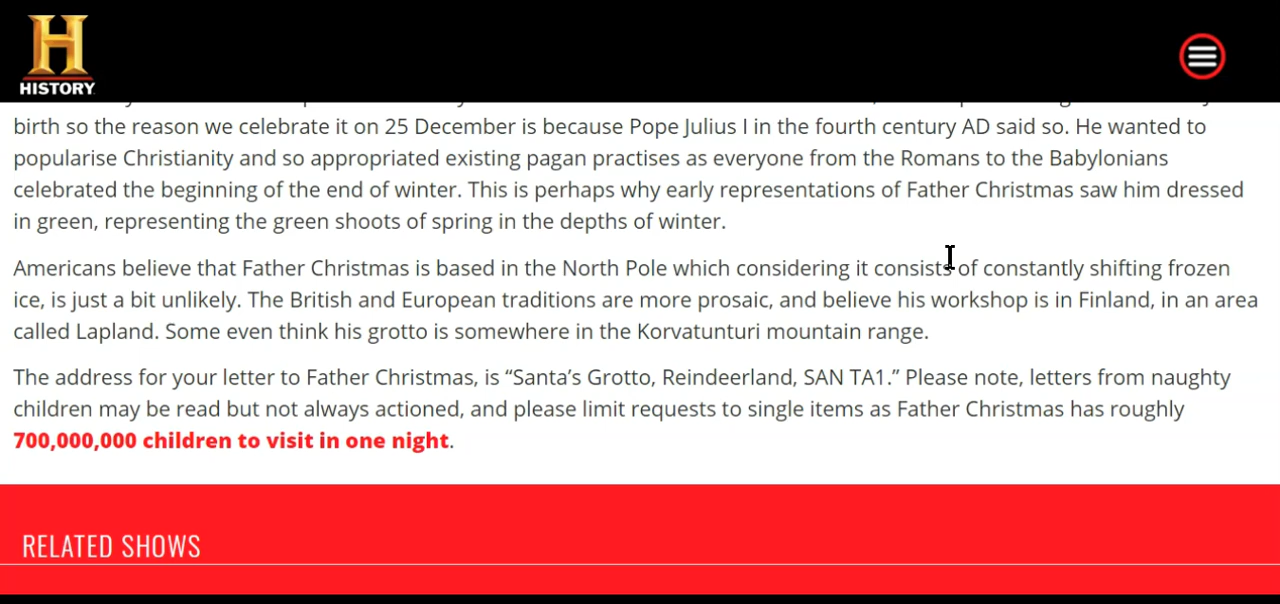 H
HISTORY
birth so the reason we celebrate it on 25 December is because Pope Julius I in the fourth century AD said so. He wanted to
popularise Christianity and so appropriated existing pagan practises as everyone from the Romans to the Babylonians
celebrated the beginning of the end of winter. This is perhaps why early representations of Father Christmas saw him dressed
in green, representing the green shoots of spring in the depths of winter.
Americans believe that Father Christmas is based in the North Pole which considering it consists of constantly shifting frozen
ice, is just a bit unlikely. The British and European traditions are more prosaic, and believe his workshop is in Finland, in an area
called Lapland. Some even think his grotto is somewhere in the Korvatunturi mountain range.
The address for your letter to Father Christmas, is “Santa’s Grotto, Reindeerland, SAN TA1.” Please note, letters from naughty
children may be read but not always actioned, and please limit requests to single items as Father Christmas has roughly
700,000,000 children to visit in one night.
RELATED SHOWS